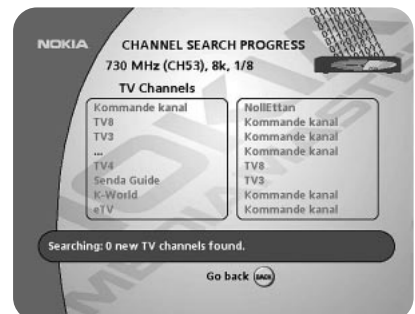 NOKIA
CHANNEL SEARCH PROGRESS
730 MHz (CH53), 8k, 1/8
TV Channels
Kommande kanal
TV8
TV3
...
TV4
Senda Guide
K-World
eTV
NollEttan
Kommande kanal
Kommande kanal
Kommande kanal
TV8
TV3
Kommande kanal
Kommande kanal
Searching: 0 new TV channels found.
Go back BACK